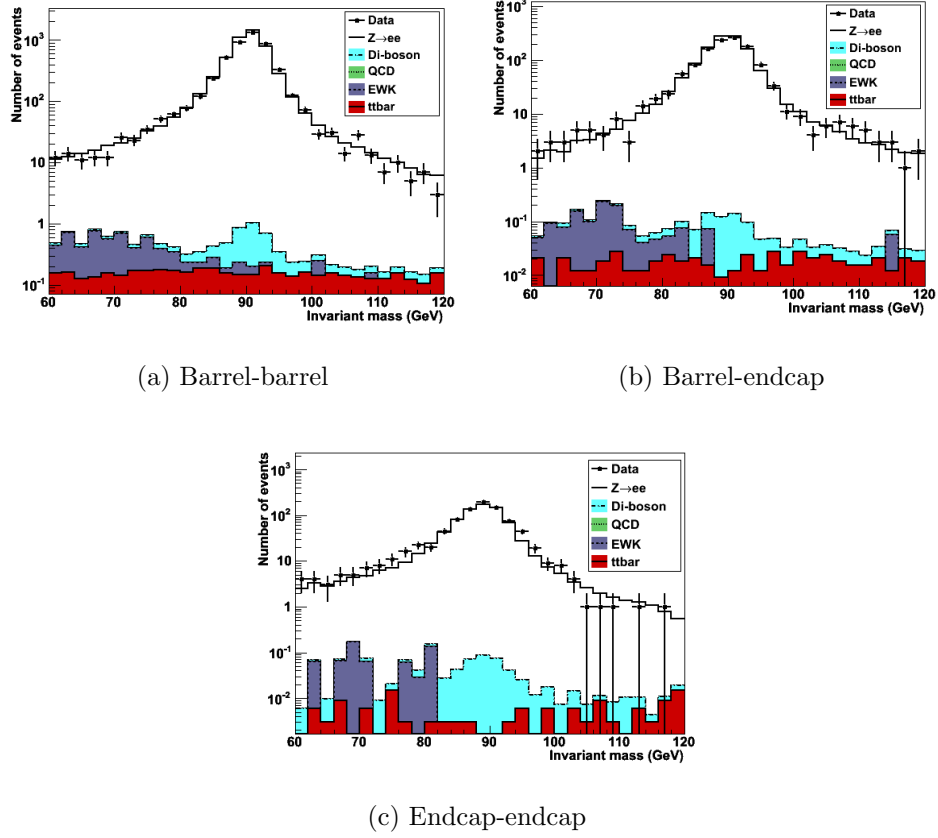 Number of events
10³
10²
10
1
10⁻¹
Data
Z→ee
Di-boson
QCD
EWK
ttbar
60 70 80 90 100 110 120
Invariant mass (GeV)
(a) Barrel-barrel
Number of events
10³
10²
10
1
10⁻¹
10⁻²
Data
Z→ee
Di-boson
QCD
EWK
ttbar
60 70 80 90 100 110 120
Invariant mass (GeV)
(b) Barrel-endcap
Number of events
10³
10²
10
1
10⁻¹
10⁻²
Data
Z→ee
Di-boson
QCD
EWK
ttbar
60 70 80 90 100 110 120
Invariant mass (GeV)
(c) Endcap-endcap